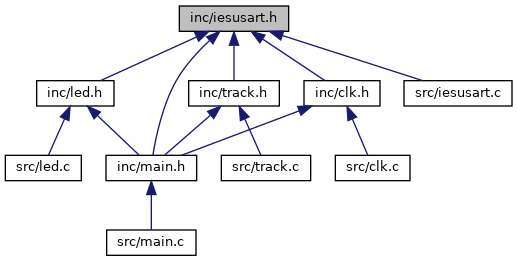 inc/iesusart.h
inc/led.h
inc/track.h
inc/clk.h
src/iesusart.c
src/led.c
inc/main.h
src/track.c
src/clk.c
src/main.c